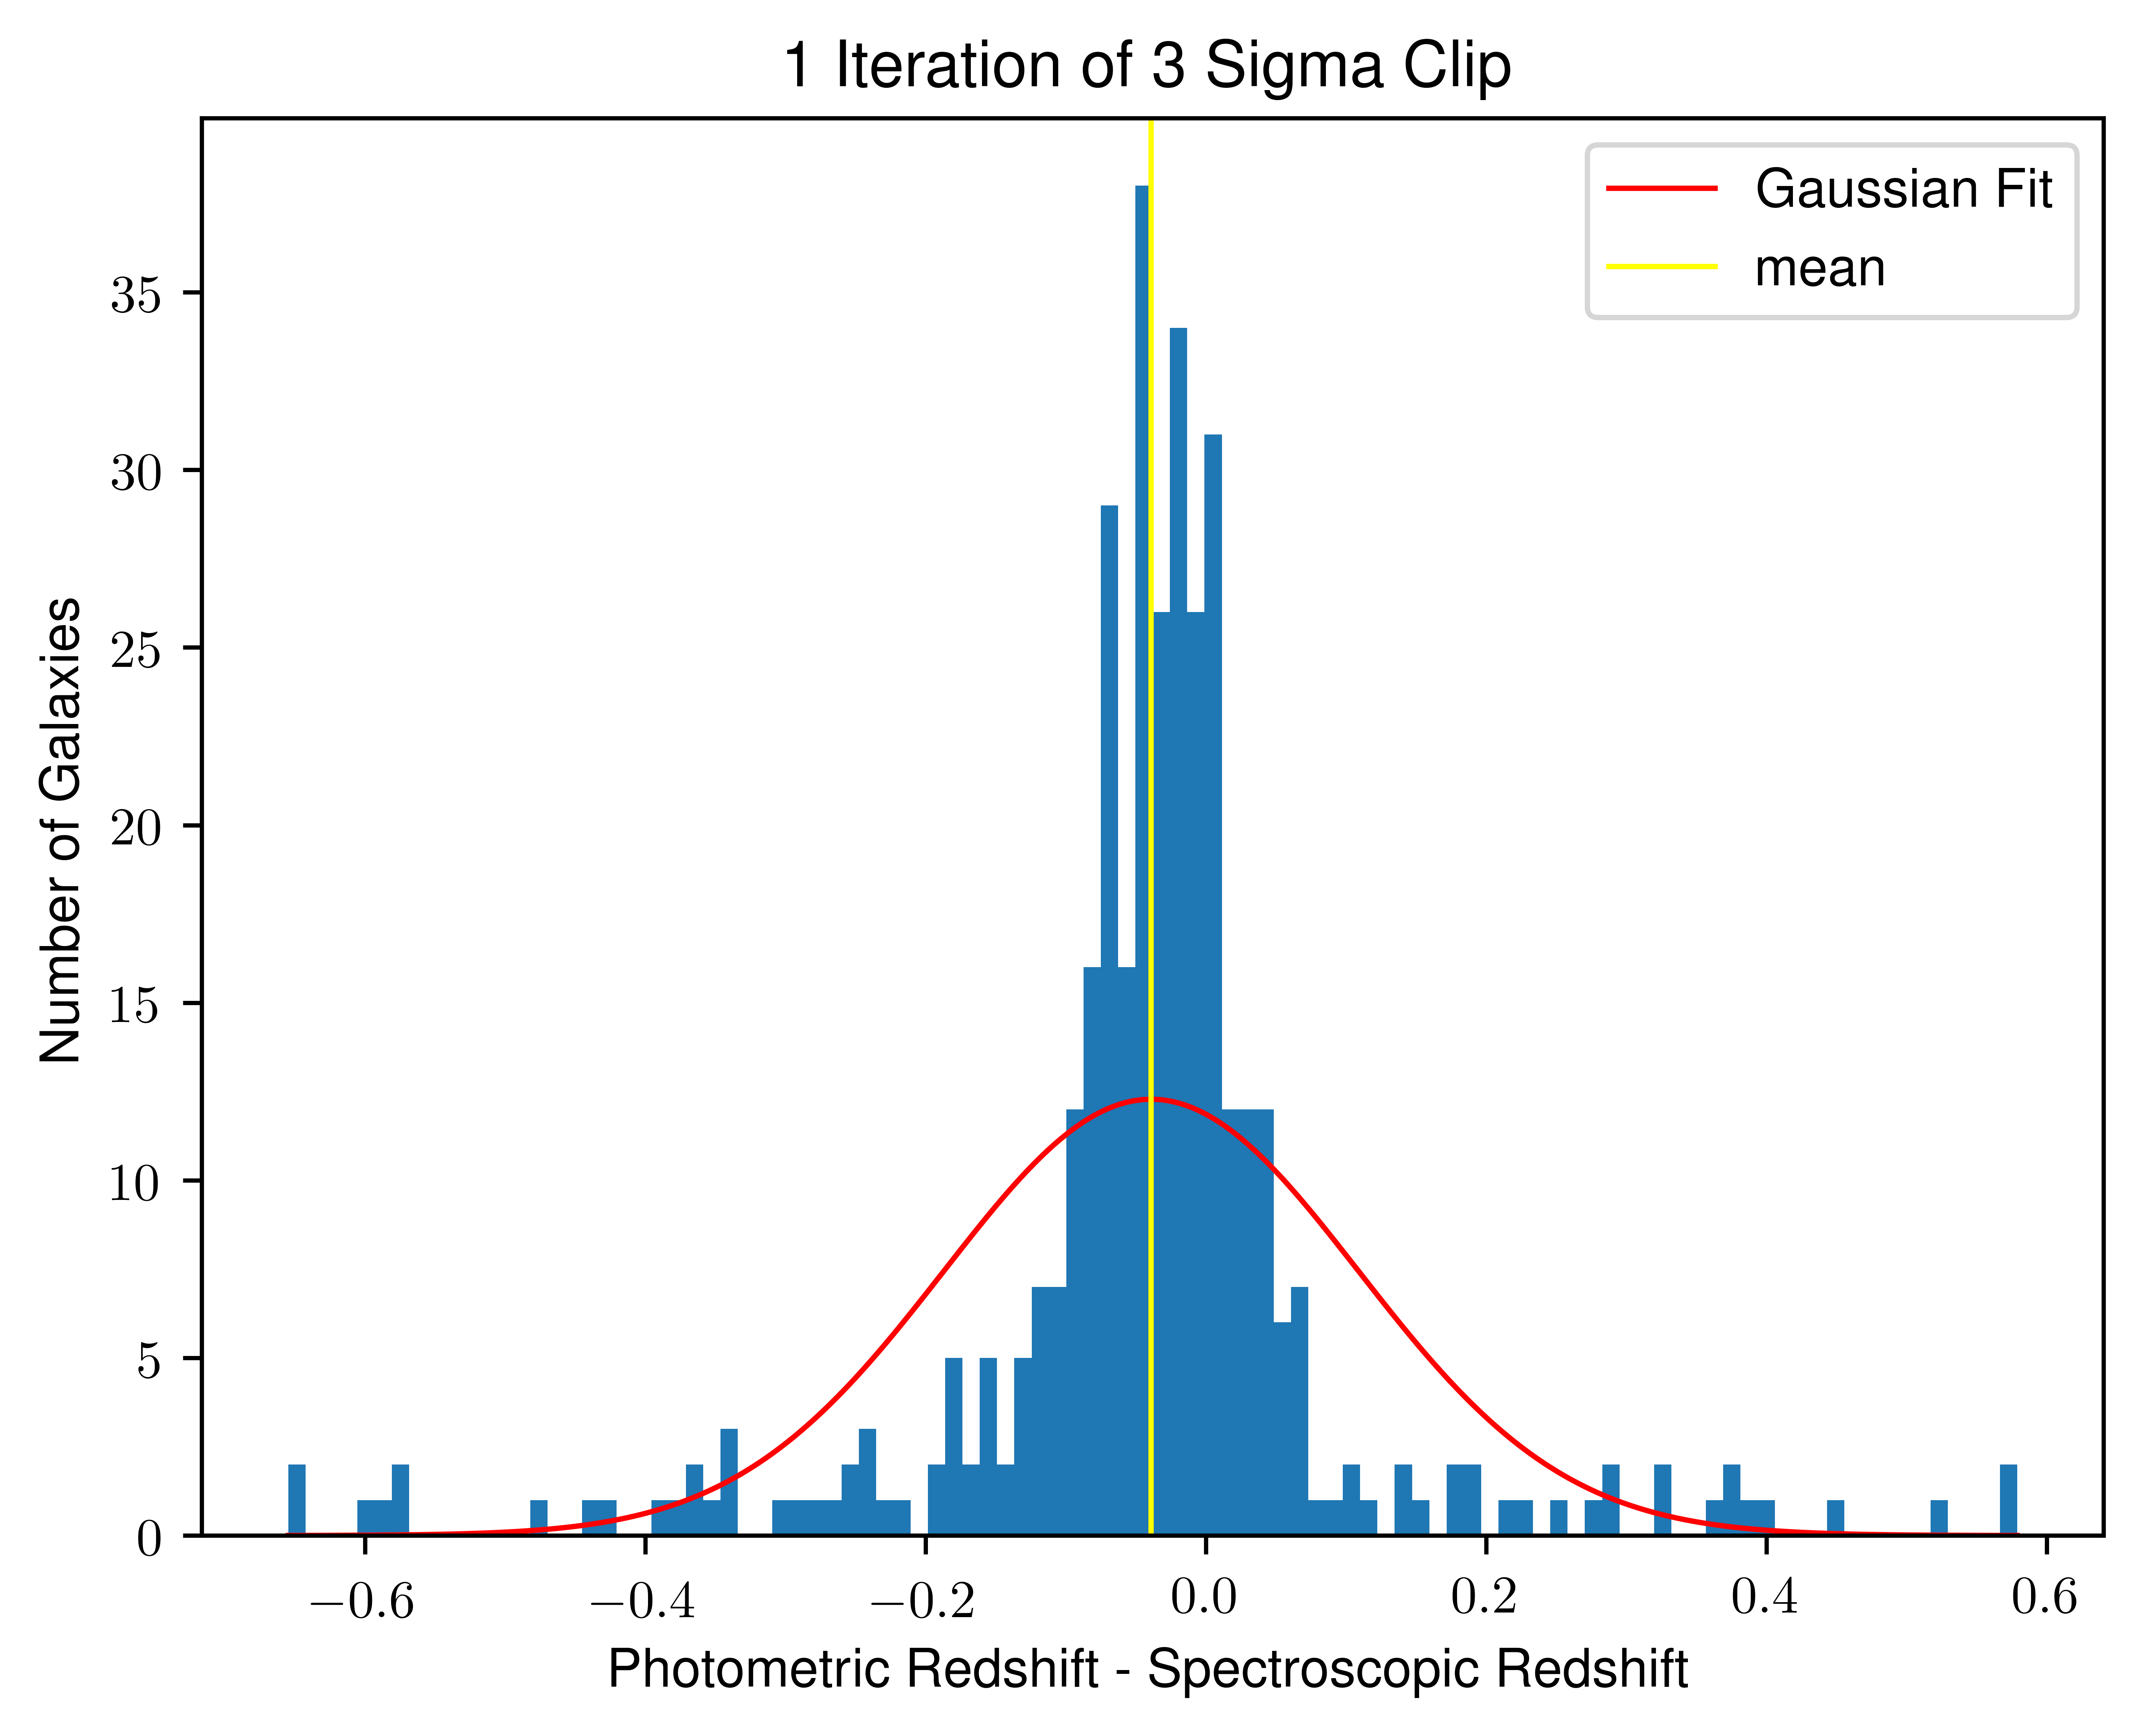 1 Iteration of 3 Sigma Clip
Gaussian Fit
mean
Number of Galaxies
35
30
25
20
15
10
5
0
−0.6 −0.4 −0.2 0.0 0.2 0.4 0.6
Photometric Redshift - Spectroscopic Redshift